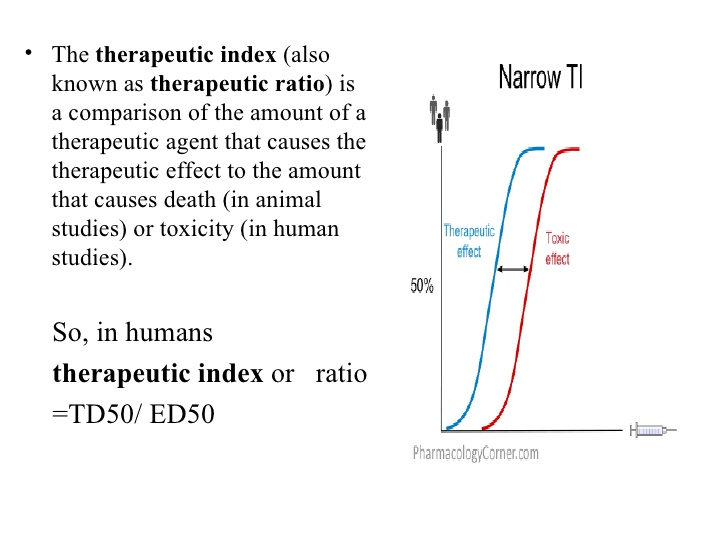 • The therapeutic index (also
known as therapeutic ratio) is
a comparison of the amount of a
therapeutic agent that causes the
therapeutic effect to the amount
that causes death (in animal
studies) or toxicity (in human
studies).
So, in humans
therapeutic index or ratio
=TD50/ ED50
Narrow TI
Therapeutic
effect
Toxic
effect
50%
PharmacologyCorner.com